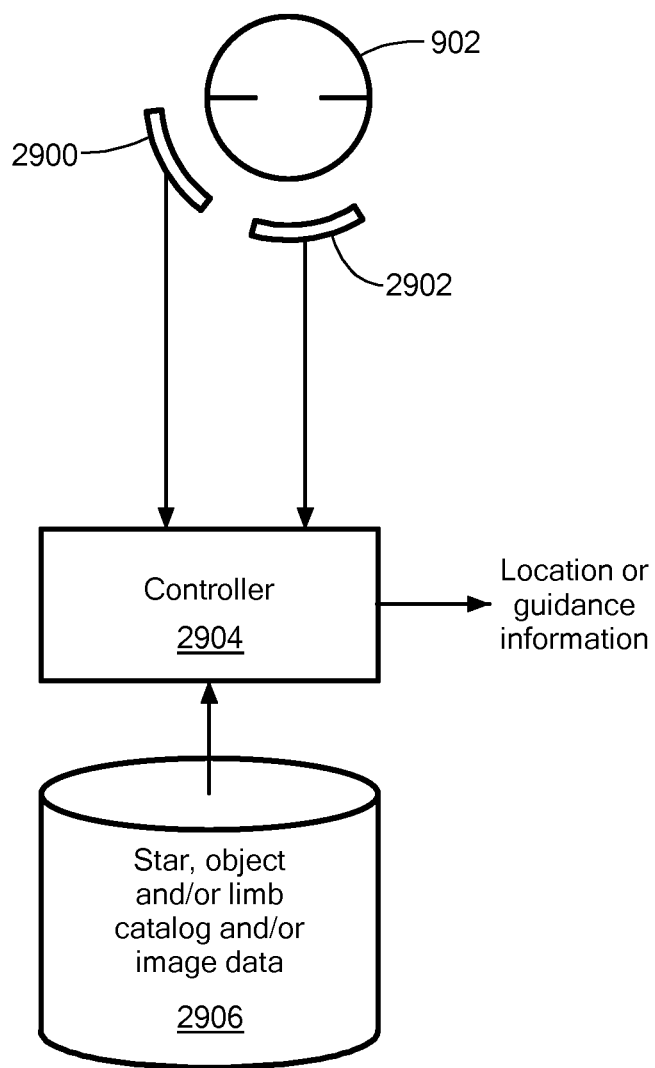 902
2900
2902
Controller
2904
Location or
guidance
information
Star, object
and/or limb
catalog and/or
image data
2906